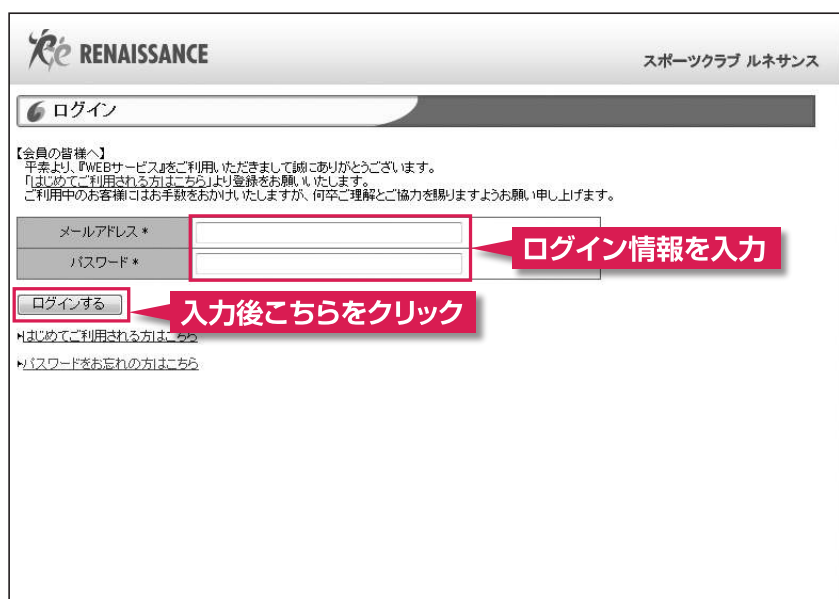 Ré RENAISSANCE
スポーツクラブ ルネサンス
ログイン
【会員の皆様へ】
平素より、『WEBサービス』をご利用いただきまして誠にありがとうございます。
「はじめてご利用される方はこちら」より登録をお願いいたします。
ご利用中のお客様にはお手数をおかけいたしますが、何卒ご理解とご協力を賜りますようお願い申し上げます。
メールアドレス *
ログイン情報を入力
パスワード *
ログインする
入力後こちらをクリック
はじめてご利用される方はこちら
パスワードをお忘れの方はこちら